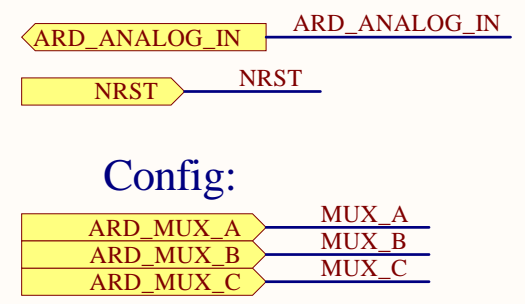 ARD_ANALOG_IN ARD_ANALOG_IN
NRST NRST
Config:
ARD_MUX_A MUX_A
ARD_MUX_B MUX_B
ARD_MUX_C MUX_C